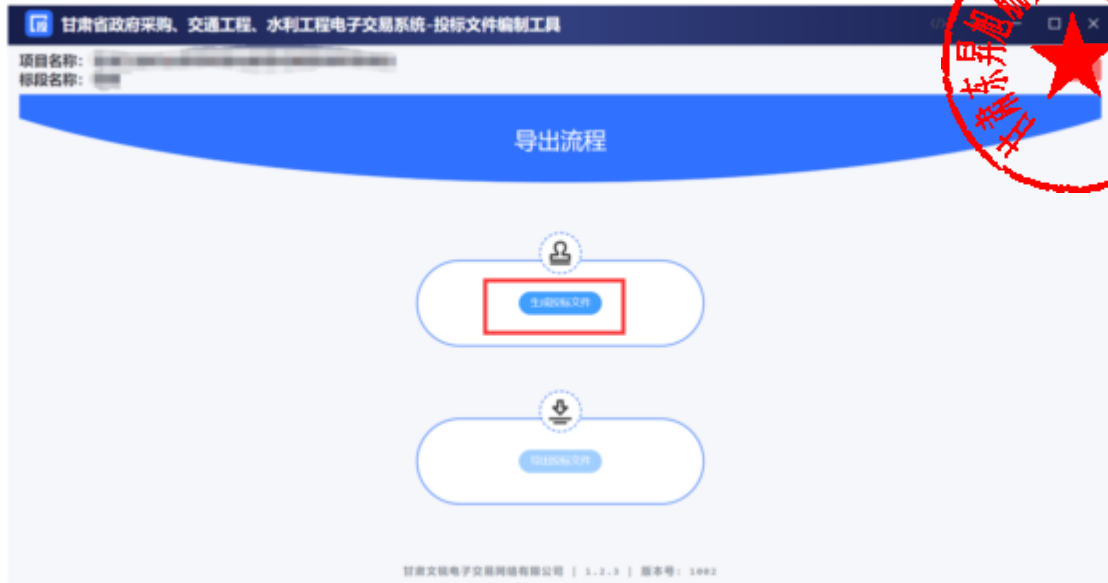 甘肃省政府采购、交通工程、水利工程电子交易系统-投标文件编制工具
项目名称：
标段名称：
导出流程
生成投标文件
导出投标文件
甘肃文锐电子交易网络有限公司 | 1.2.3 | 版本号: 1002